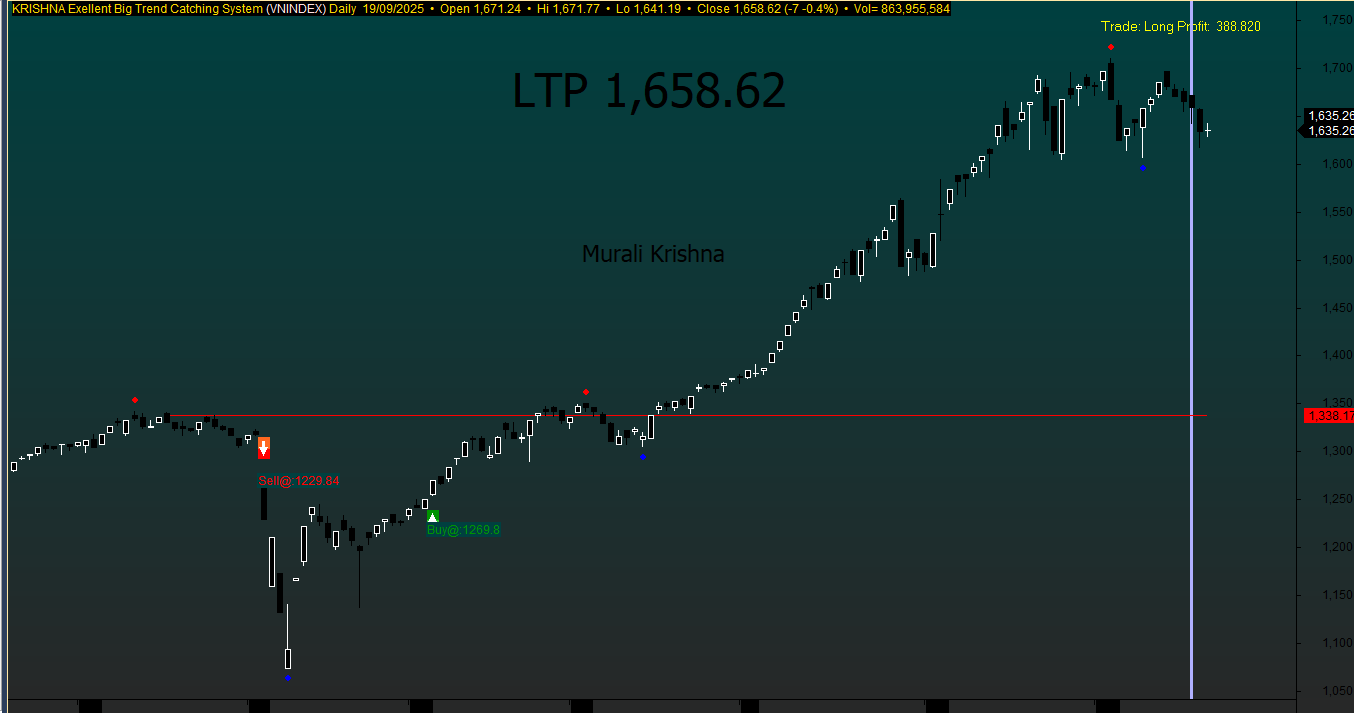 KRISHNA Exellent Big Trend Catching System (VNINDEX) Daily 19/09/2025 • Open 1,671.24 • Hi 1,671.77 • Lo 1,641.19 • Close 1,658.62 (-7 -0.4%) • Vol= 863,955,584
Trade: Long Profit: 388.820
LTP 1,658.62
Murali Krishna
Sell@:1229.84
Buy@:1269.8
1,750
1,700
1,635.26
1,635.26
1,600
1,550
1,500
1,450
1,400
1,350
1,338.17
1,300
1,250
1,200
1,150
1,100
1,050